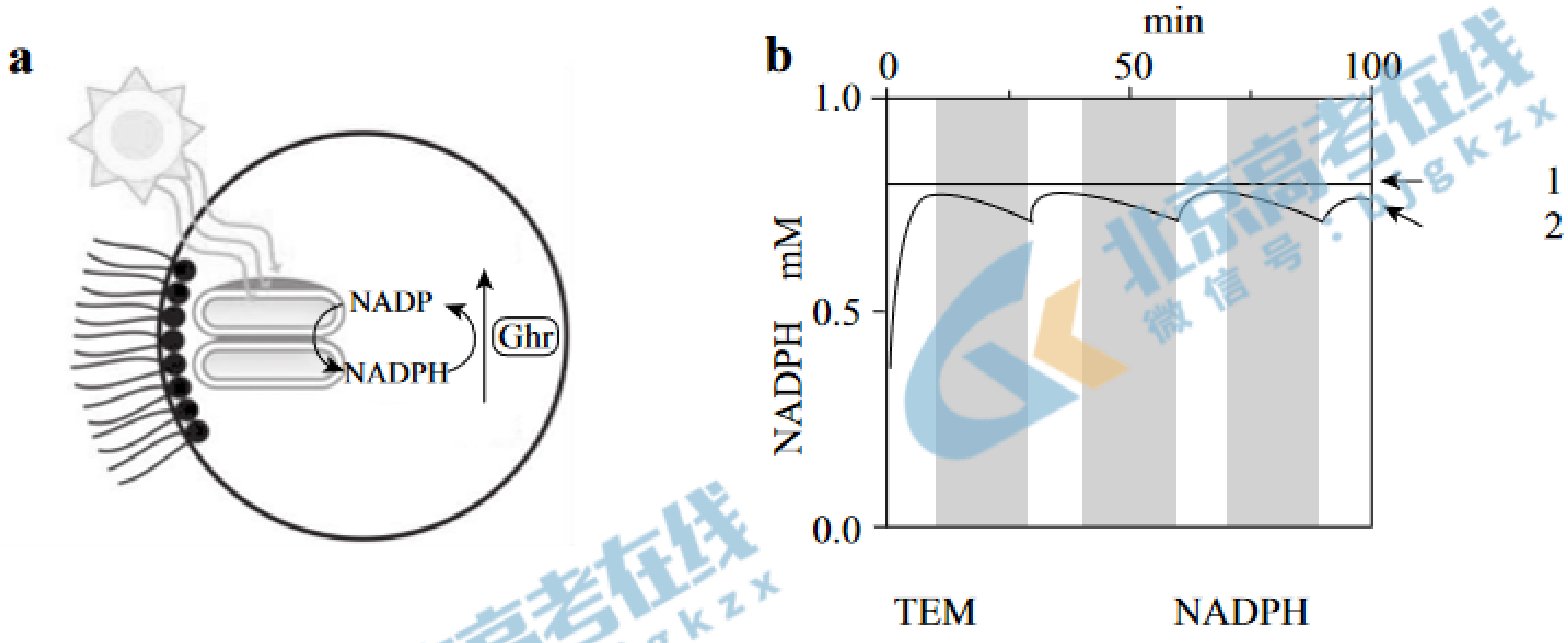 a
NADP
NADPH
Ghr
b
min
0 50 100
1.0
0.5
0.0
NADPH mM
1
2
TEM NADPH
北京高考在线
微信号:bjgkzx
北京高考在线
gkzx